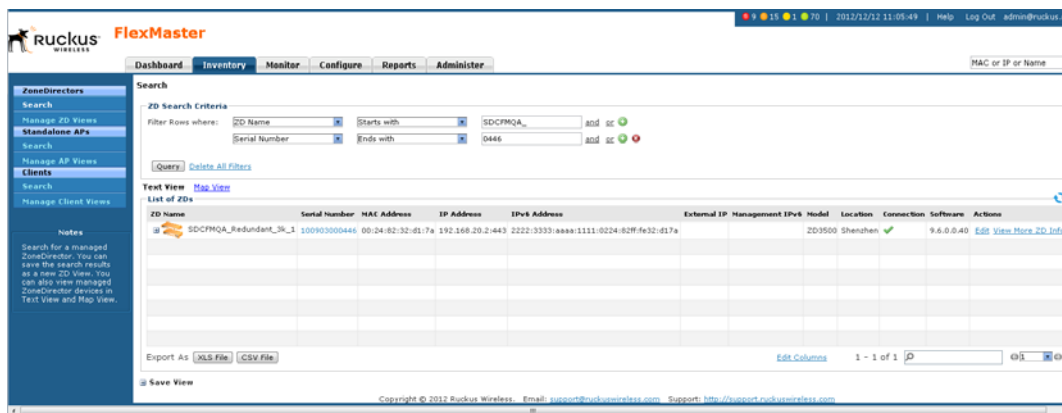 9 15 1 70 | 2012/12/12 11:05:49 | Help Log Out admin@ruckus.
Ruckus WIRELESS FlexMaster
Dashboard Inventory Monitor Configure Reports Administer MAC or IP or Name
ZoneDirectors
Search
Manage ZD Views
Standalone APs
Search
Manage AP Views
Clients
Search
Manage Client Views
Notes
Search for a managed
ZoneDirector. You can
save the search results
as a new ZD View. You
can also view managed
ZoneDirector devices in
Text View and Map View.
Search
ZD Search Criteria
Filter Rows where: ZD Name Starts with SDCFMQA_ and or
Serial Number Ends with 0446 and or
Query Delete All Filters
Text View Map View
List of ZDs
ZD Name Serial Number MAC Address IP Address IPv6 Address External IP Management IPv6 Model Location Connection Software Actions
SDCFMQA_Redundant_3k_1 100903000446 00:24:82:32:d1:7a 192.168.20.2:443 2222:3333:aaaa:1111:0224:82ff:fe32:d17a ZD3500 Shenzhen 9.6.0.0.40 Edit View More ZD Info
Export As XLS File CSV File Edit Columns 1 - 1 of 1 1
Save View
Copyright © 2012 Ruckus Wireless. Email: support@ruckuswireless.com Support: http://support.ruckuswireless.com